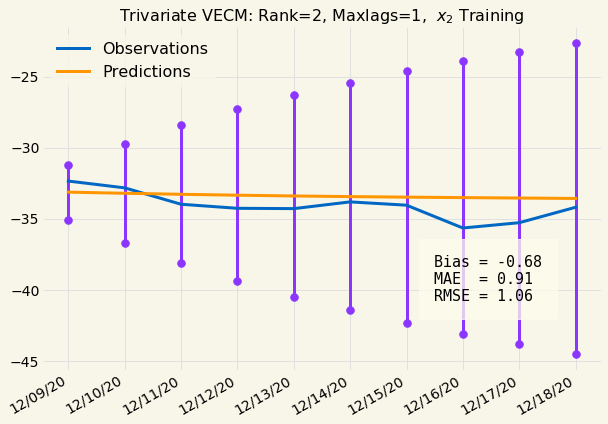 Trivariate VECM: Rank=2, Maxlags=1, x₂ Training
Observations
Predictions
−25
−30
−35
−40
−45
Bias = -0.68
MAE  = 0.91
RMSE = 1.06
12/09/20
12/10/20
12/11/20
12/12/20
12/13/20
12/14/20
12/15/20
12/16/20
12/17/20
12/18/20